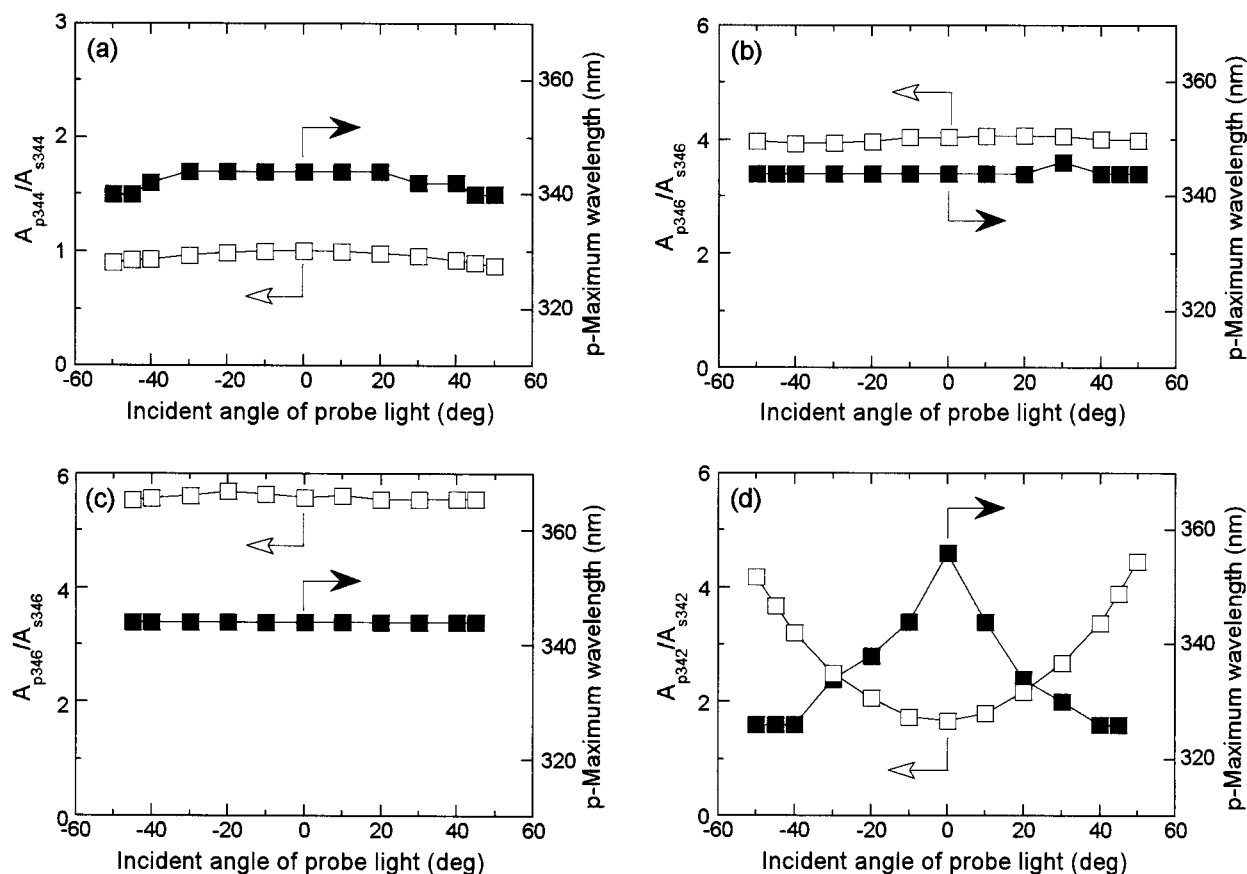 (a)
3
2
1
0
A_p344/A_s344
360
340
320
p-Maximum wavelength (nm)
-60 -40 -20 0 20 40 60
Incident angle of probe light (deg)
(b)
6
4
2
0
A_p346/A_s346
360
340
320
p-Maximum wavelength (nm)
-60 -40 -20 0 20 40 60
Incident angle of probe light (deg)
(c)
6
4
2
0
A_p346/A_s346
360
340
320
p-Maximum wavelength (nm)
-60 -40 -20 0 20 40 60
Incident angle of probe light (deg)
(d)
6
4
2
0
A_p342/A_s342
360
340
320
p-Maximum wavelength (nm)
-60 -40 -20 0 20 40 60
Incident angle of probe light (deg)